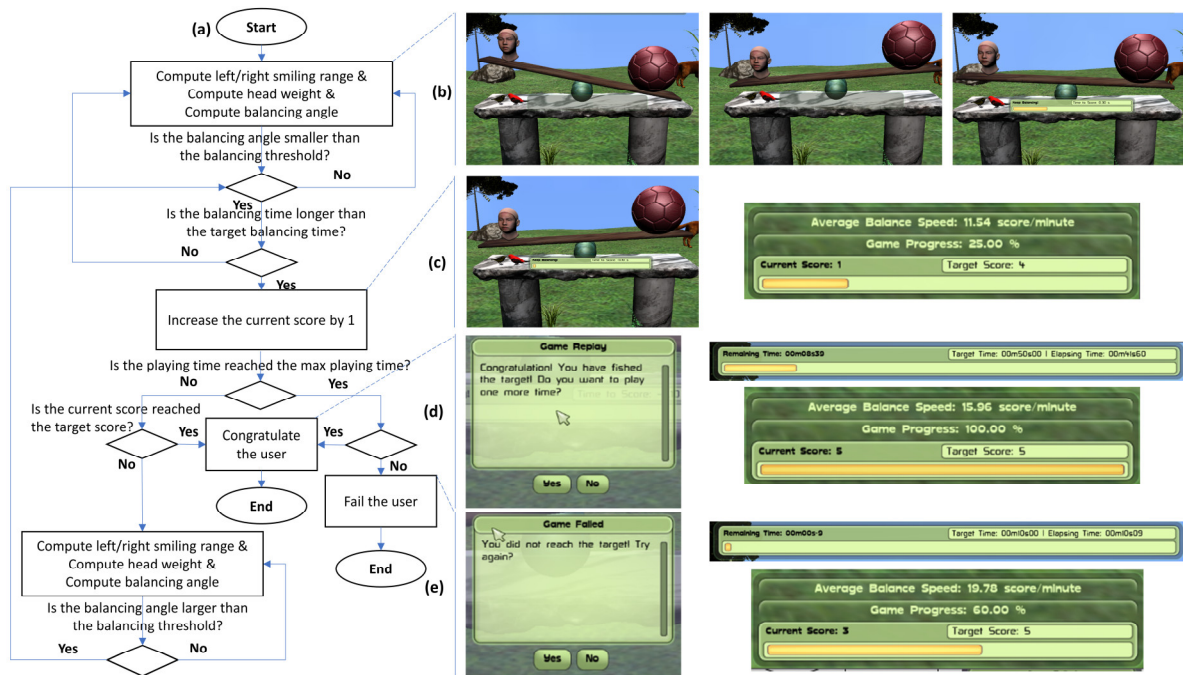 (a)
Start
Compute left/right smiling range &
Compute head weight &
Compute balancing angle
(b)
Is the balancing angle smaller than
the balancing threshold?
No
Yes
Is the balancing time longer than
the target balancing time?
No
Yes
(c)
Increase the current score by 1
Is the playing time reached the max playing time?
No
Yes
Is the current score reached
the target score?
(d)
Yes
Congratulate
the user
Yes
No
No
End
Fail the user
End
(e)
Compute left/right smiling range &
Compute head weight &
Compute balancing angle
Is the balancing angle larger than
the balancing threshold?
Yes
No
Keep Balancing!
Average Balance Speed: 11.54 score/minute
Game Progress: 25.00 %
Current Score: 1
Target Score: 4
Game Replay
Congratulation! You have fished
the target! Do you want to play
one more time?
Yes
No
Remaining Time: 00m08s39
Target Time: 00m50s00 | Elapsing Time: 00m41s60
Average Balance Speed: 15.96 score/minute
Game Progress: 100.00 %
Current Score: 5
Target Score: 5
Game Failed
You did not reach the target! Try
again?
Yes
No
Remaining Time: 00m00s-9
Target Time: 00m10s00 | Elapsing Time: 00m10s09
Average Balance Speed: 19.78 score/minute
Game Progress: 60.00 %
Current Score: 3
Target Score: 5